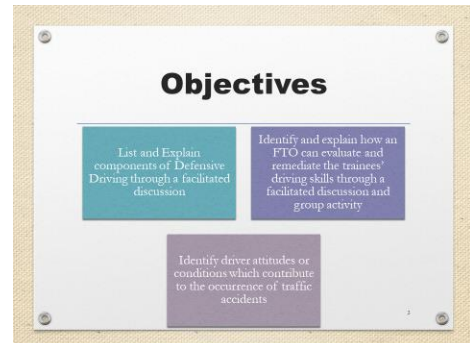 Objectives
List and Explain
components of Defensive
Driving through a facilitated
discussion
Identify and explain how an
FTO can evaluate and
remediate the trainees'
driving skills through a
facilitated discussion and
group activity
Identify driver attitudes or
conditions which contribute
to the occurrence of traffic
accidents